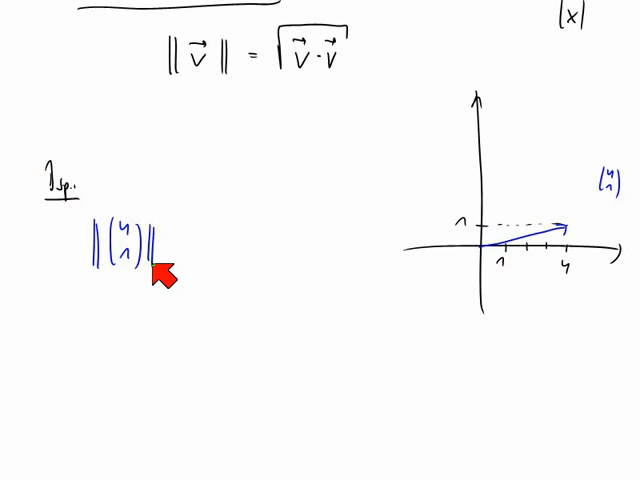 |x|
‖ v⃗ ‖ = √(v⃗ · v⃗)
Bsp.:
‖ (4 1) ‖
(4 1)
1
1 4